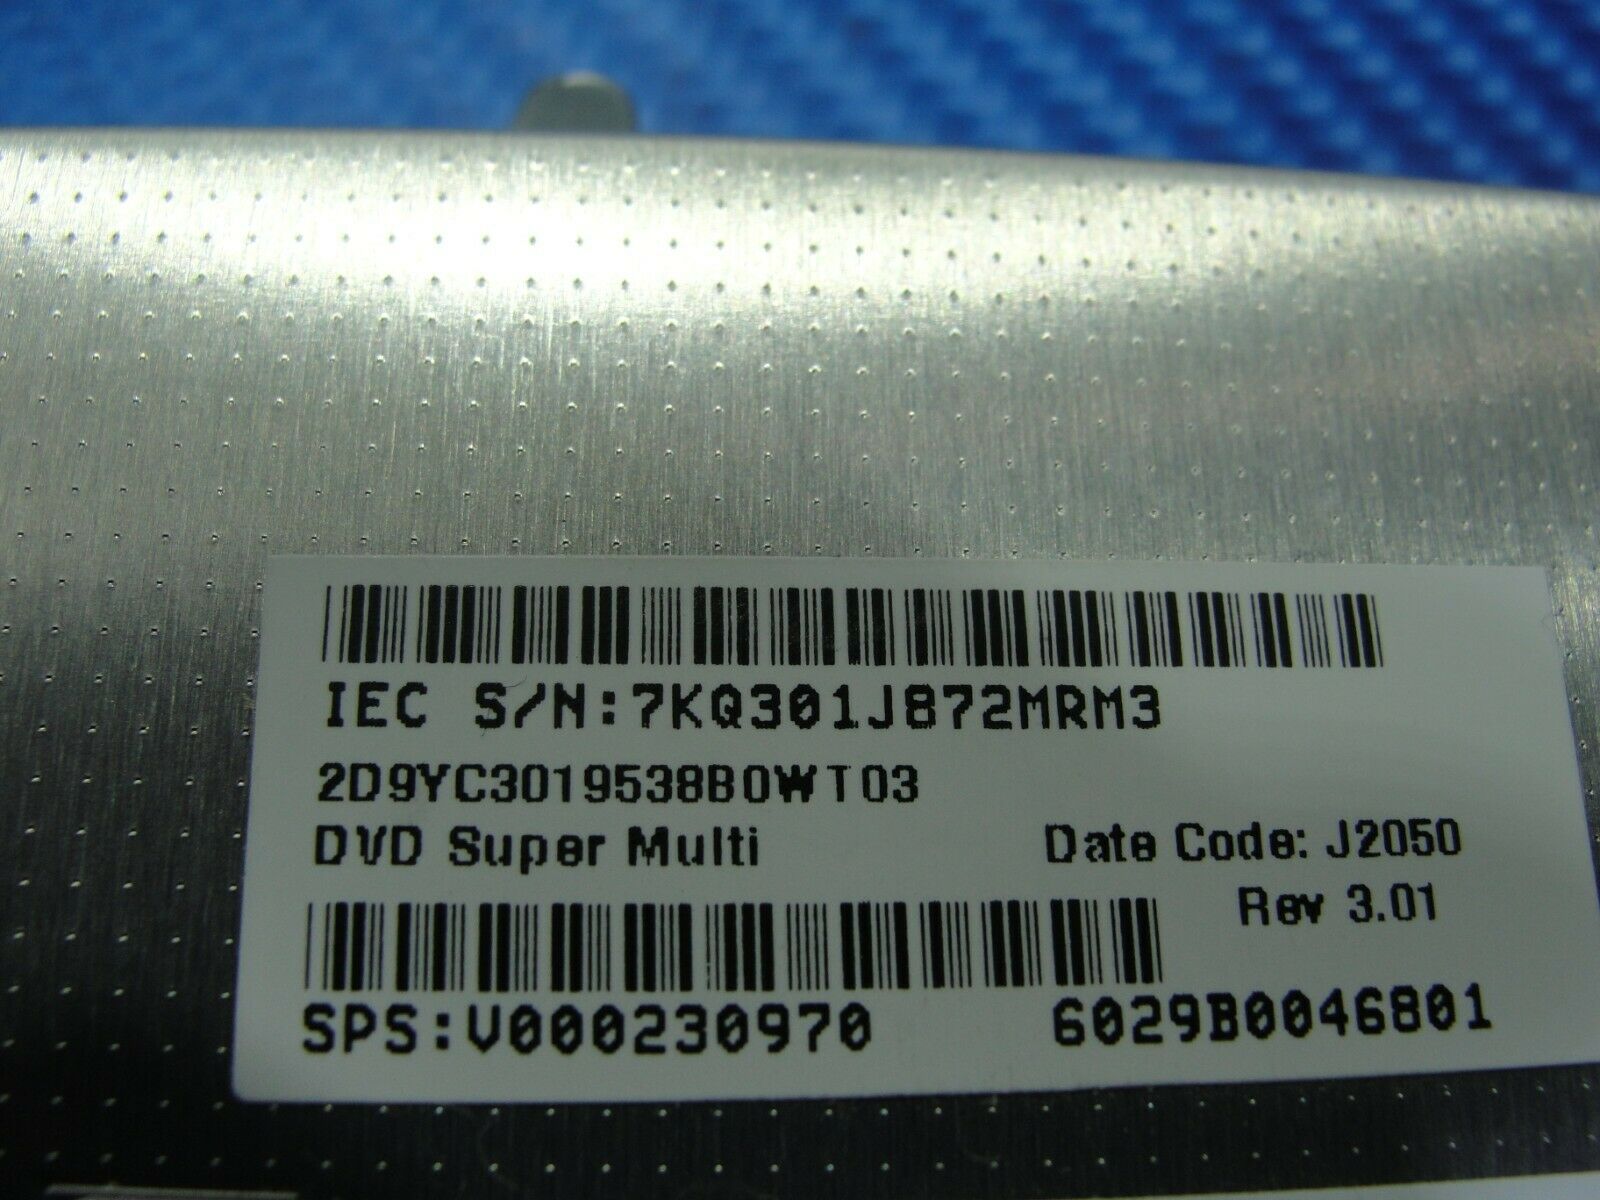 IEC S/N:7KQ301J872MRM3
2D9YC3019538B0WT03
DVD Super Multi
Date Code: J2050
Rev 3.01
SPS:V000230970
6029B0046801